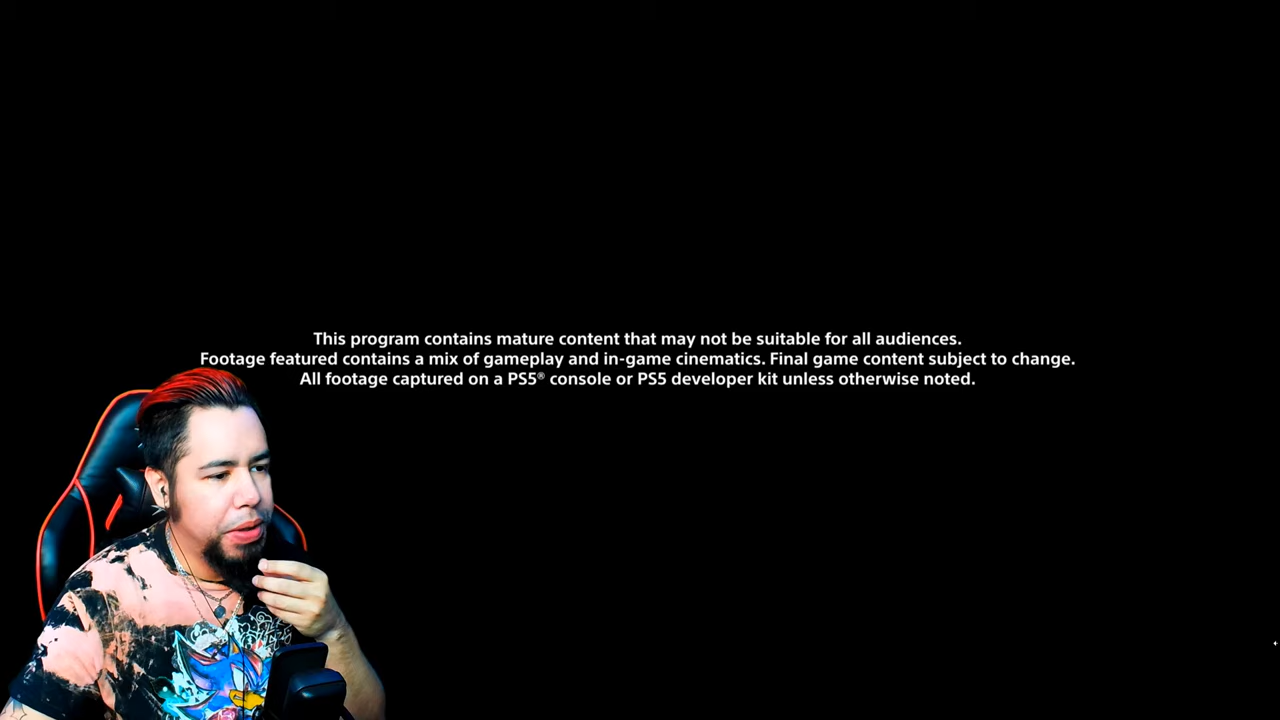 This program contains mature content that may not be suitable for all audiences.
Footage featured contains a mix of gameplay and in-game cinematics. Final game content subject to change.
All footage captured on a PS5® console or PS5 developer kit unless otherwise noted.